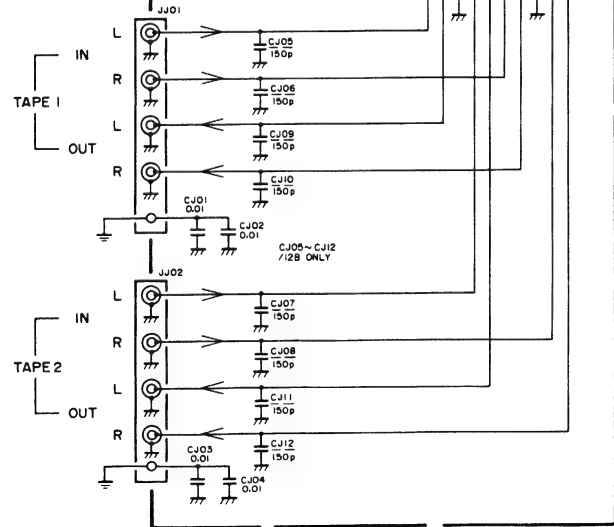 JJ01
L
CJ05
150p
IN
R
CJ06
150p
TAPE 1
L
CJ09
150p
OUT
R
CJ10
150p
CJ01
0.01
CJ02
0.01
CJ05~CJ12
/12B ONLY
JJ02
L
CJ07
150p
IN
R
CJ08
150p
TAPE 2
L
CJ11
150p
OUT
R
CJ12
150p
CJ03
0.01
CJ04
0.01